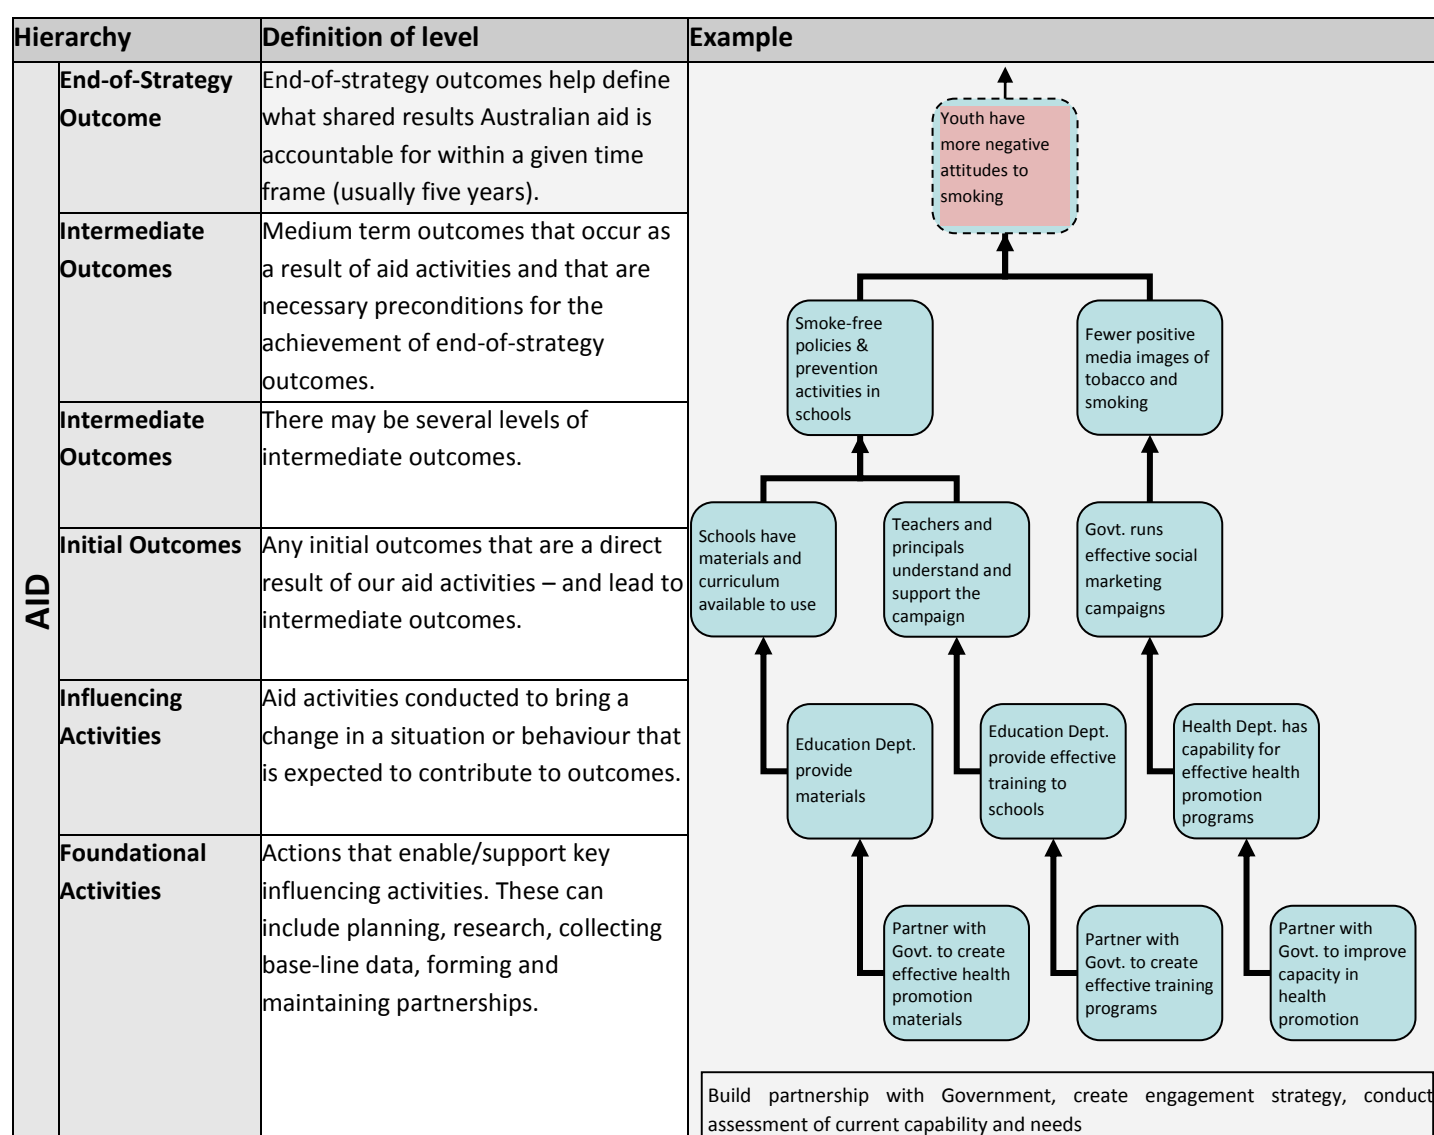 Hierarchy
Definition of level
Example
AID
End-of-Strategy
Outcome
End-of-strategy outcomes help define
what shared results Australian aid is
accountable for within a given time
frame (usually five years).
Intermediate
Outcomes
Medium term outcomes that occur as
a result of aid activities and that are
necessary preconditions for the
achievement of end-of-strategy
outcomes.
Intermediate
Outcomes
There may be several levels of
intermediate outcomes.
Initial Outcomes
Any initial outcomes that are a direct
result of our aid activities – and lead to
intermediate outcomes.
Influencing
Activities
Aid activities conducted to bring a
change in a situation or behaviour that
is expected to contribute to outcomes.
Foundational
Activities
Actions that enable/support key
influencing activities. These can
include planning, research, collecting
base-line data, forming and
maintaining partnerships.
Youth have
more negative
attitudes to
smoking
Smoke-free
policies &
prevention
activities in
schools
Fewer positive
media images of
tobacco and
smoking
Schools have
materials and
curriculum
available to use
Teachers and
principals
understand and
support the
campaign
Govt. runs
effective social
marketing
campaigns
Education Dept.
provide
materials
Education Dept.
provide effective
training to
schools
Health Dept. has
capability for
effective health
promotion
programs
Partner with
Govt. to create
effective health
promotion
materials
Partner with
Govt. to create
effective training
programs
Partner with
Govt. to improve
capacity in
health
promotion
Build partnership with Government, create engagement strategy, conduct
assessment of current capability and needs